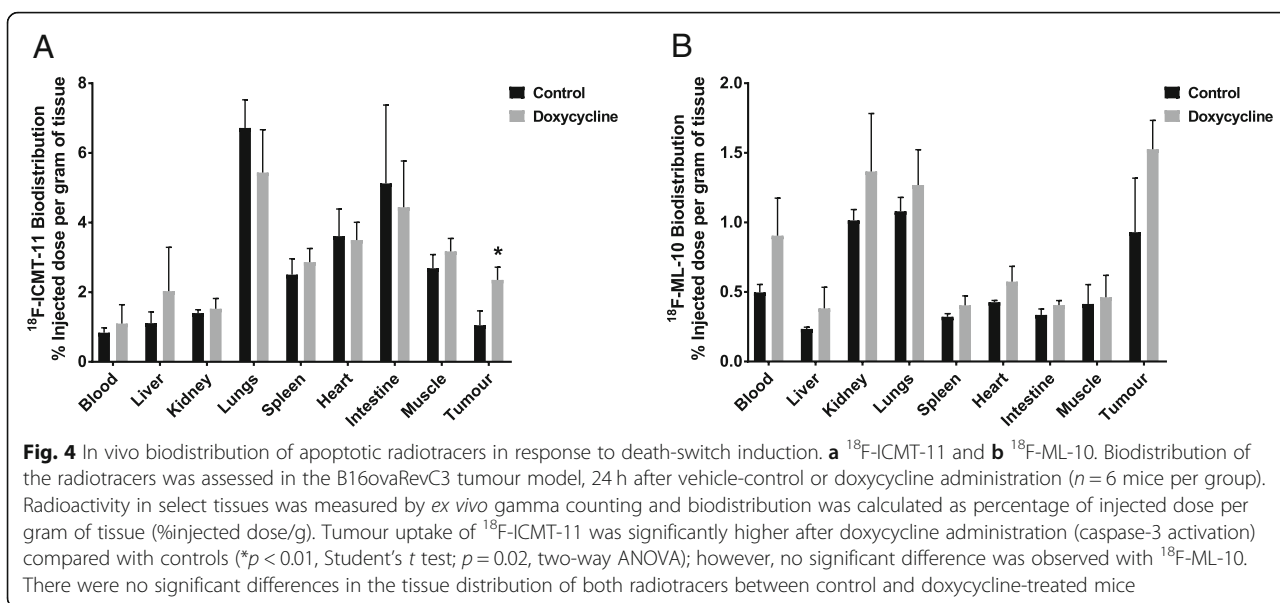 A
¹⁸F-ICMT-11 Biodistribution
% Injected dose per gram of tissue
8
6
4
2
0
Control
Doxycycline
*
Blood
Liver
Kidney
Lungs
Spleen
Heart
Intestine
Muscle
Tumour
B
¹⁸F-ML-10 Biodistribution
% Injected dose per gram of tissue
2.0
1.5
1.0
0.5
0.0
Control
Doxycycline
Blood
Liver
Kidney
Lungs
Spleen
Heart
Intestine
Muscle
Tumour
Fig. 4 In vivo biodistribution of apoptotic radiotracers in response to death-switch induction. a ¹⁸F-ICMT-11 and b ¹⁸F-ML-10. Biodistribution of
the radiotracers was assessed in the B16ovaRevC3 tumour model, 24 h after vehicle-control or doxycycline administration (n = 6 mice per group).
Radioactivity in select tissues was measured by ex vivo gamma counting and biodistribution was calculated as percentage of injected dose per
gram of tissue (%injected dose/g). Tumour uptake of ¹⁸F-ICMT-11 was significantly higher after doxycycline administration (caspase-3 activation)
compared with controls (*p < 0.01, Student's t test; p = 0.02, two-way ANOVA); however, no significant difference was observed with ¹⁸F-ML-10.
There were no significant differences in the tissue distribution of both radiotracers between control and doxycycline-treated mice